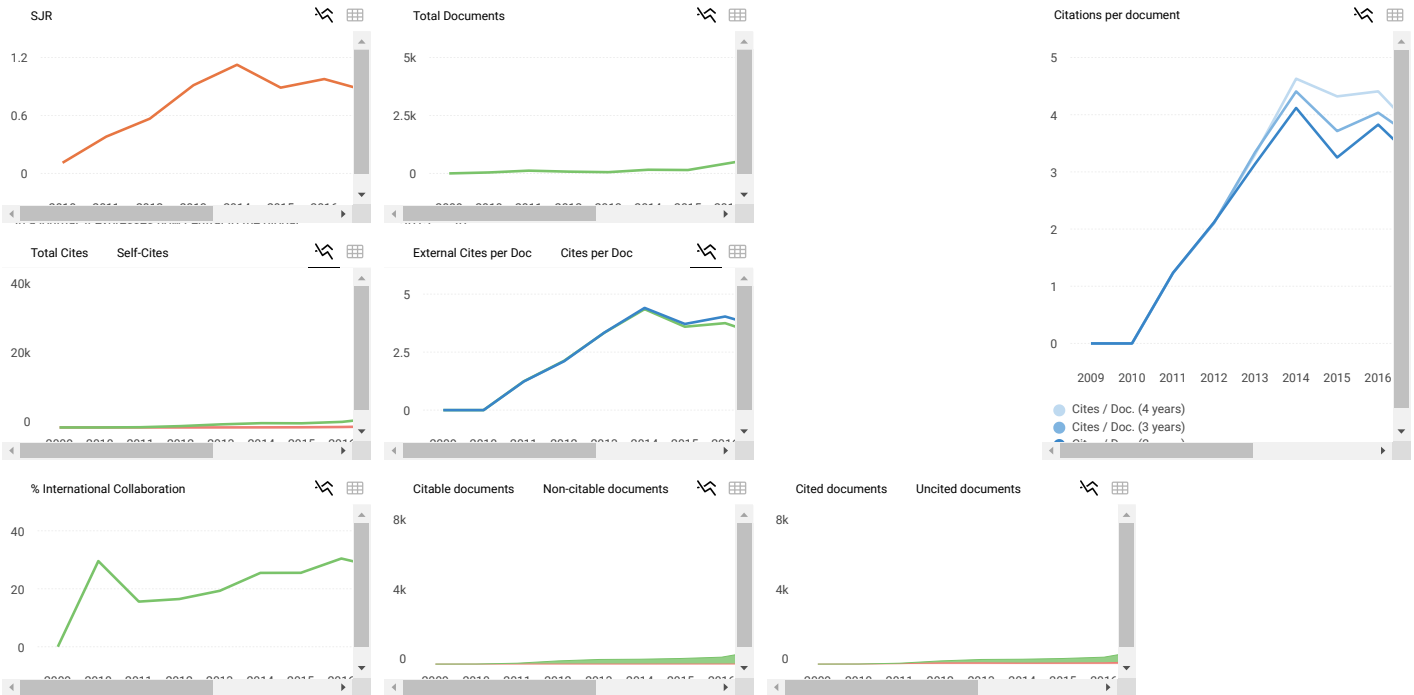 SJR
1.2
0.6
0
Total Documents
5k
2.5k
0
Citations per document
5
4
3
2
1
0
2009 2010 2011 2012 2013 2014 2015 2016
Cites / Doc. (4 years)
Cites / Doc. (3 years)
Total Cites Self-Cites
40k
20k
0
External Cites per Doc Cites per Doc
5
2.5
0
% International Collaboration
40
20
0
Citable documents Non-citable documents
8k
4k
0
Cited documents Uncited documents
8k
4k
0